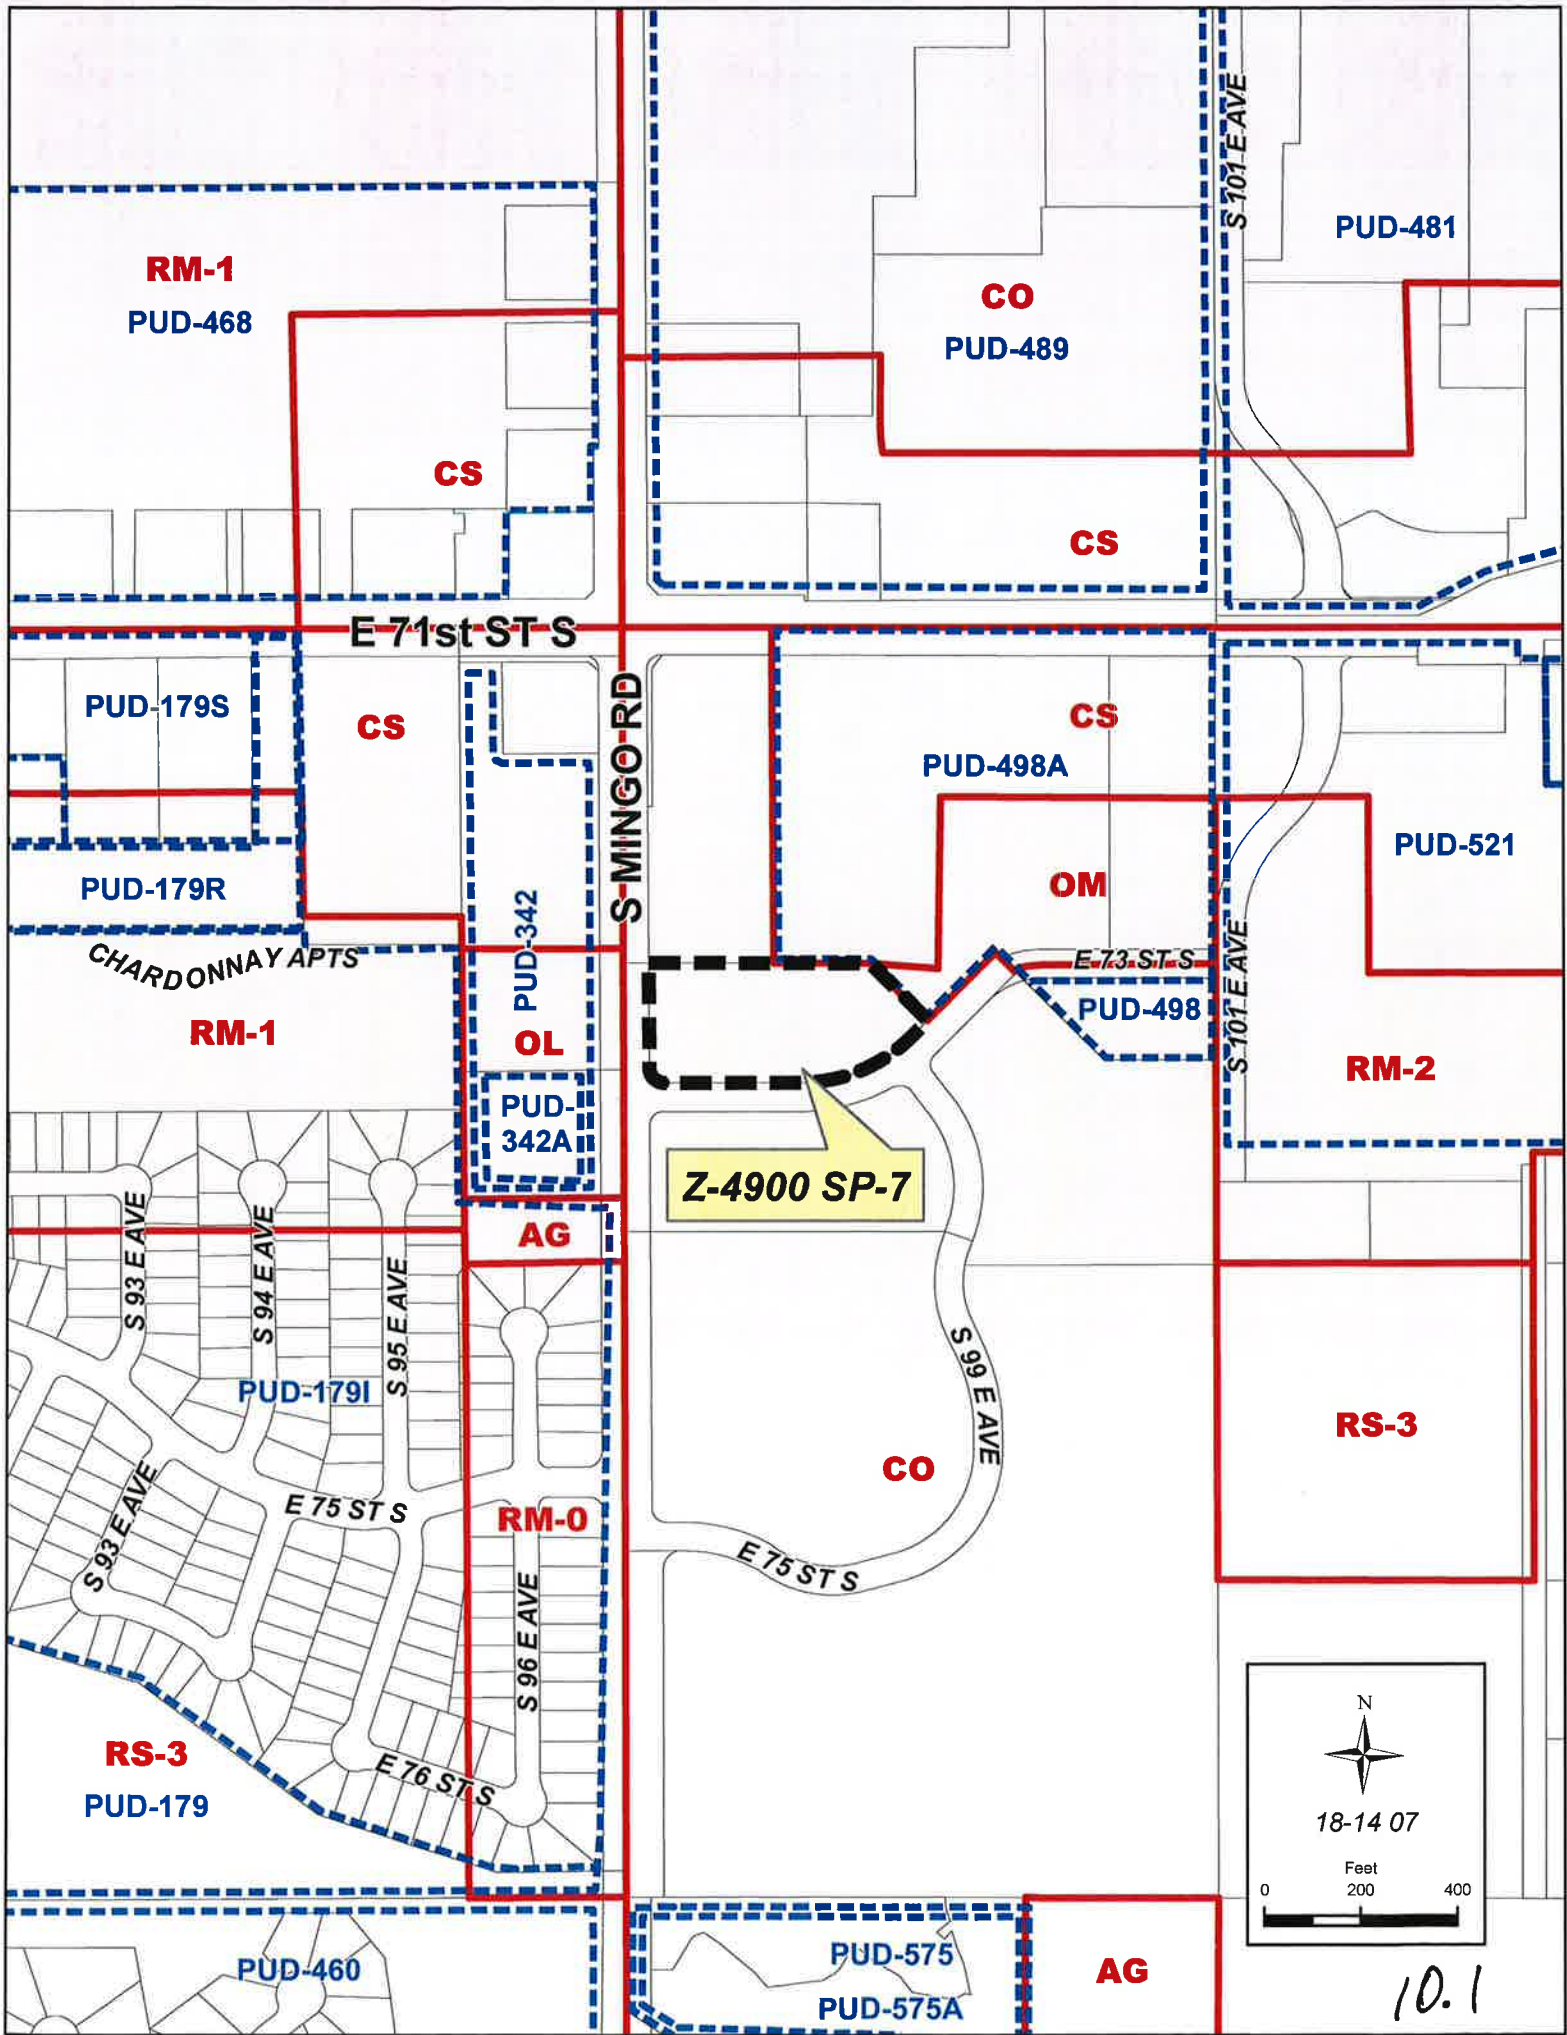 S 101 E AVE
PUD-481
RM-1
PUD-468
CO
PUD-489
CS
CS
E 71st ST S
PUD-179S
CS
S MINGO RD
CS
PUD-498A
PUD-521
PUD-179R
OM
PUD-342
CHARDONNAY APTS
E 73 ST S
S 101 E AVE
PUD-498
RM-1
OL
RM-2
PUD-
342A
Z-4900 SP-7
AG
S 93 E AVE
S 94 E AVE
S 95 E AVE
PUD-179I
S 99 E AVE
RS-3
CO
S 93 E AVE
E 75 ST S
RM-0
E 75 ST S
S 96 E AVE
RS-3
PUD-179
E 76 ST S
N
18-14 07
Feet
0 200 400
PUD-460
PUD-575
PUD-575A
AG
10.1